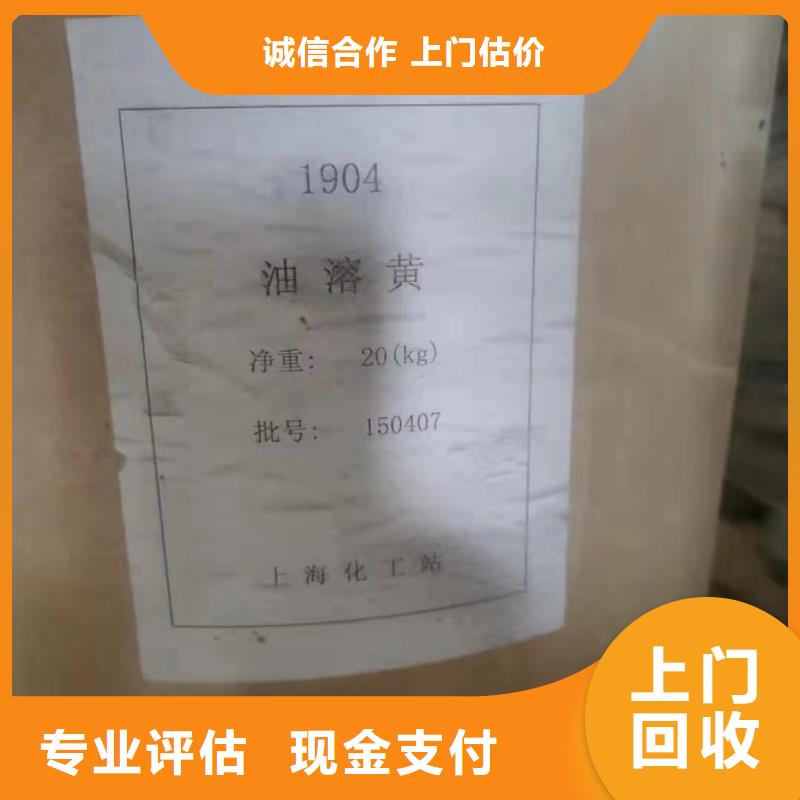 诚信合作 上门估价
1904
油溶黄
净重: 20(kg)
批号: 150407
上海化工站
上门
回收
专业评估 现金支付